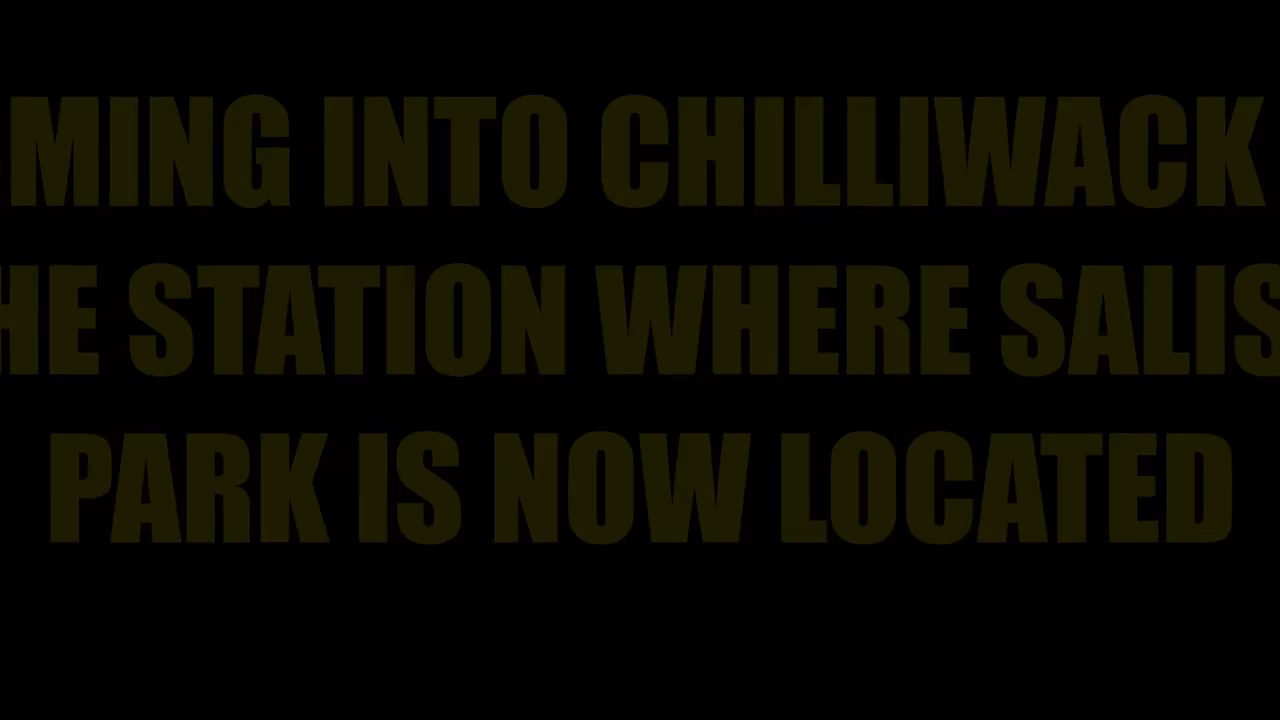 MING INTO CHILLIWACK
HE STATION WHERE SALIS
PARK IS NOW LOCATED